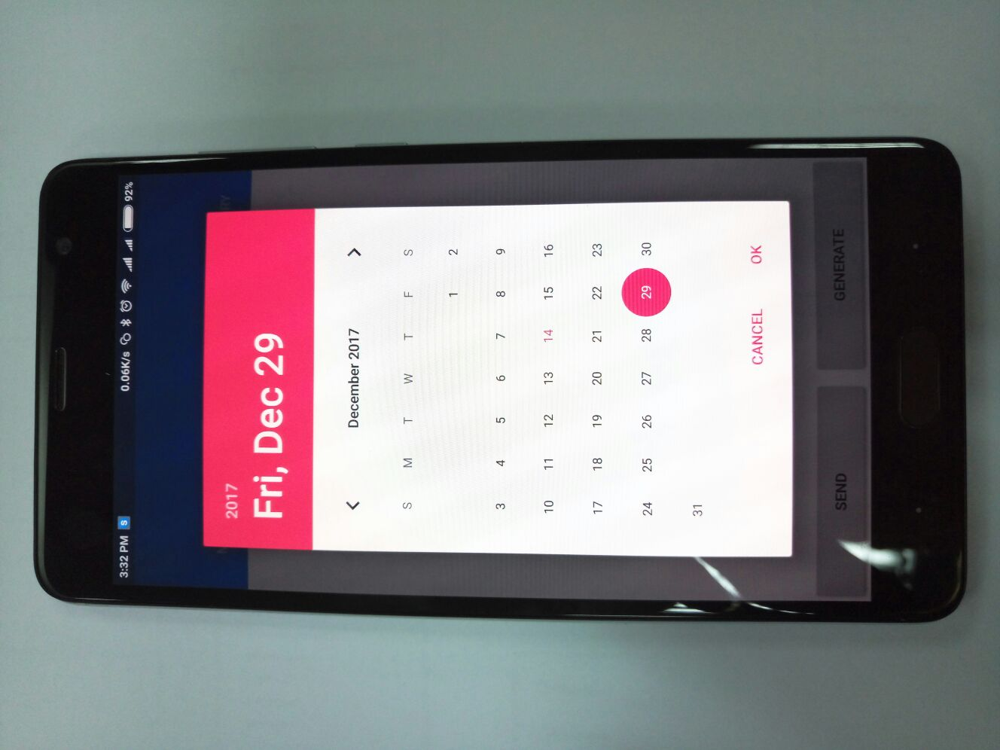 3:32 PM S 0.06K/s 92%
2017
Fri, Dec 29
December 2017
S M T W T F S
1 2
3 4 5 6 7 8 9
10 11 12 13 14 15 16
17 18 19 20 21 22 23
24 25 26 27 28 29 30
31
CANCEL OK
SEND GENERATE